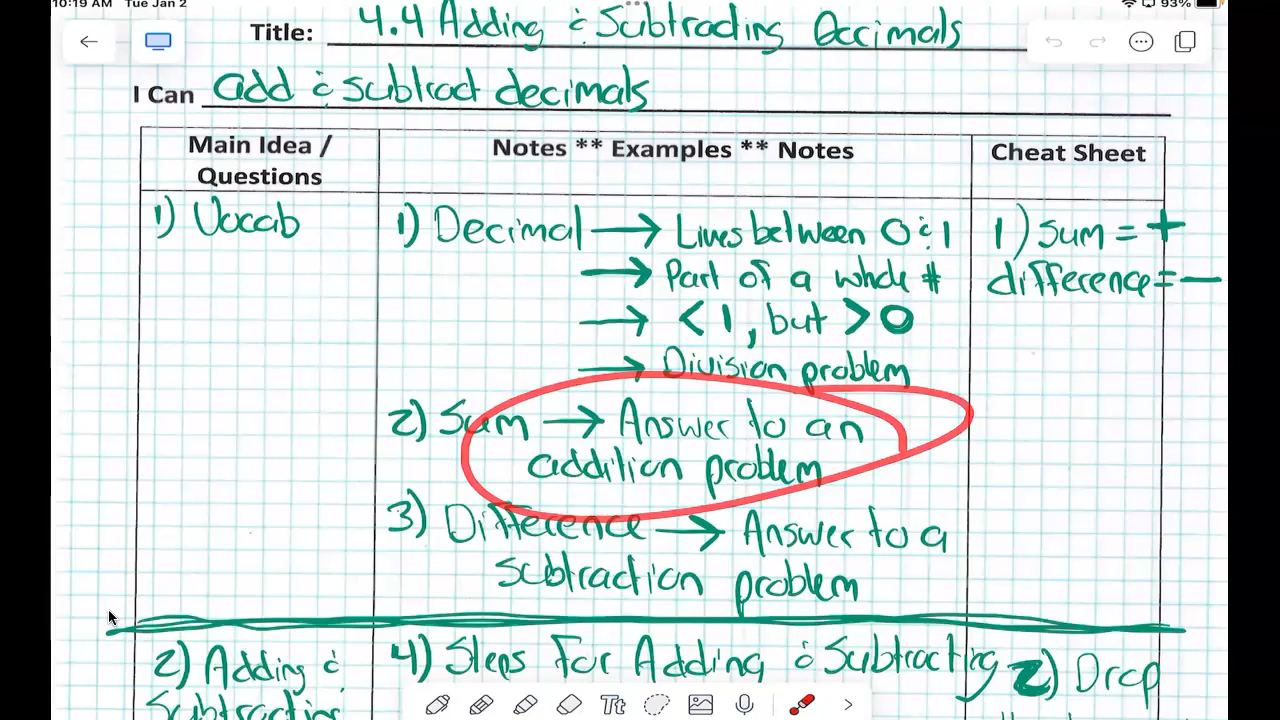 10:19 AM Tue Jan 2
93%
Title: 4.4 Adding & Subtracting Decimals
I Can add & subtract decimals
Main Idea / Questions
Notes ** Examples ** Notes
Cheat Sheet
1) Vocab
1) Decimal → Lives between 0 & 1
→ Part of a whole #
→ < 1, but > 0
→ Division problem
2) Sum → Answer to an
addition problem
3) Difference → Answer to a
subtraction problem
1) Sum = +
difference = −
2) Adding &
Subtracting
4) Steps for Adding & Subtracting
2) Drop
Tt